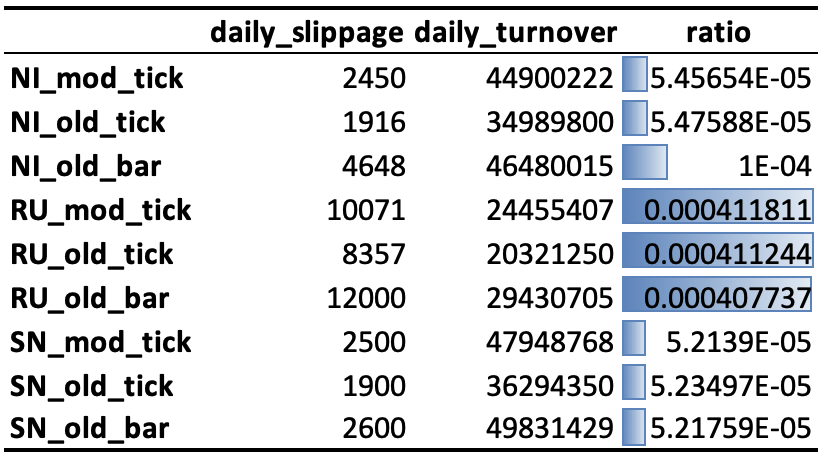 daily_slippage daily_turnover ratio
NI_mod_tick 2450 44900222 5.45654E-05
NI_old_tick 1916 34989800 5.47588E-05
NI_old_bar 4648 46480015 1E-04
RU_mod_tick 10071 24455407 0.000411811
RU_old_tick 8357 20321250 0.000411244
RU_old_bar 12000 29430705 0.000407737
SN_mod_tick 2500 47948768 5.2139E-05
SN_old_tick 1900 36294350 5.23497E-05
SN_old_bar 2600 49831429 5.21759E-05